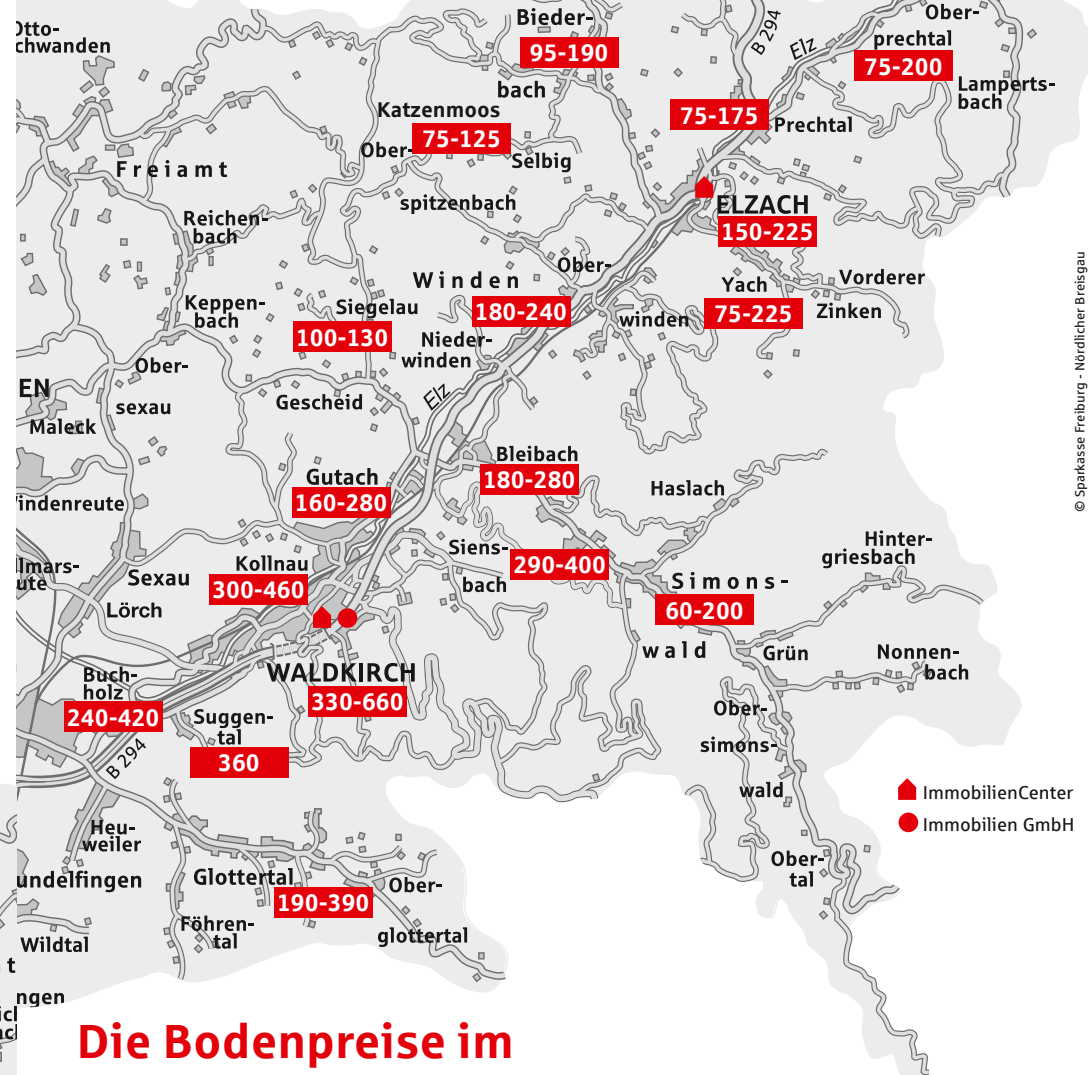 Otto-
chwanden
Bieder-
95-190
bach
B 294
Elz
Ober-
prechtal
75-200
Lamperts-
bach
Katzenmoos
75-125
Ober-
Selbig
spitzenbach
75-175
Prechtal
Freiamt
Reichen-
bach
ELZACH
150-225
Winden
180-240
Ober-
winden
Yach
75-225
Vorderer
Zinken
Keppen-
bach
Siegelau
100-130
Nieder-
winden
Ober-
sexau
EN
Maleck
Gescheid
Elz
Gutach
160-280
Bleibach
180-280
Haslach
indenreute
lmars-
ute
Sexau
Lörch
Kollnau
300-460
Siens-
bach
290-400
Simons-
60-200
wald
Hinter-
griesbach
Grün
Nonnen-
bach
WALDKIRCH
330-660
Buch-
holz
240-420
Suggen-
tal
360
B 294
Ober-
simons-
wald
Ober-
tal
ImmobilienCenter
Immobilien GmbH
Heu-
weiler
undelfingen
Glottertal
190-390
Ober-
glottertal
Föhren-
tal
Wildtal
t
ngen
© Sparkasse Freiburg - Nördlicher Breisgau
Die Bodenpreise im